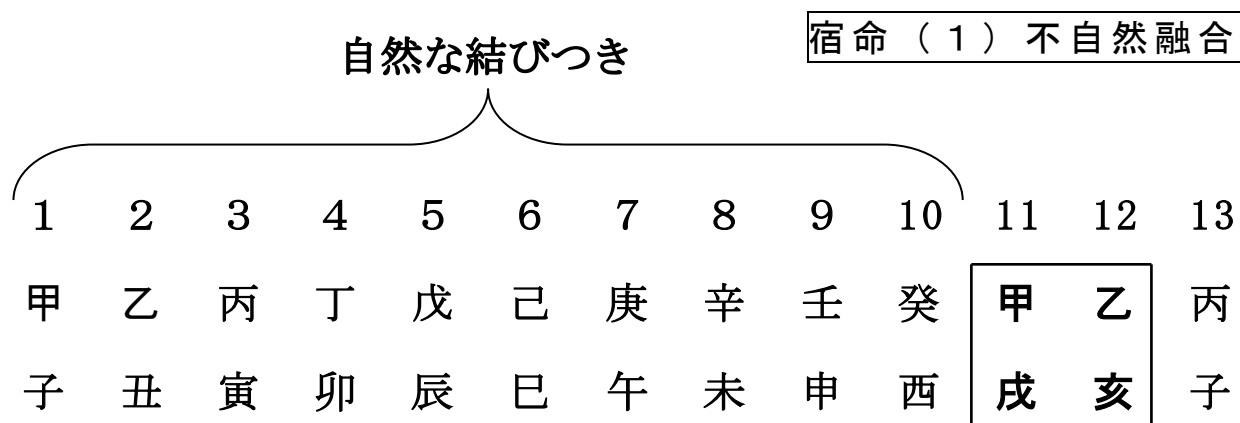 宿命（１）不自然融合
自然な結びつき
1 2 3 4 5 6 7 8 9 10 11 12 13
甲 乙 丙 丁 戊 己 庚 辛 壬 癸 甲 乙 丙
子 丑 寅 卯 辰 巳 午 未 申 酉 戌 亥 子